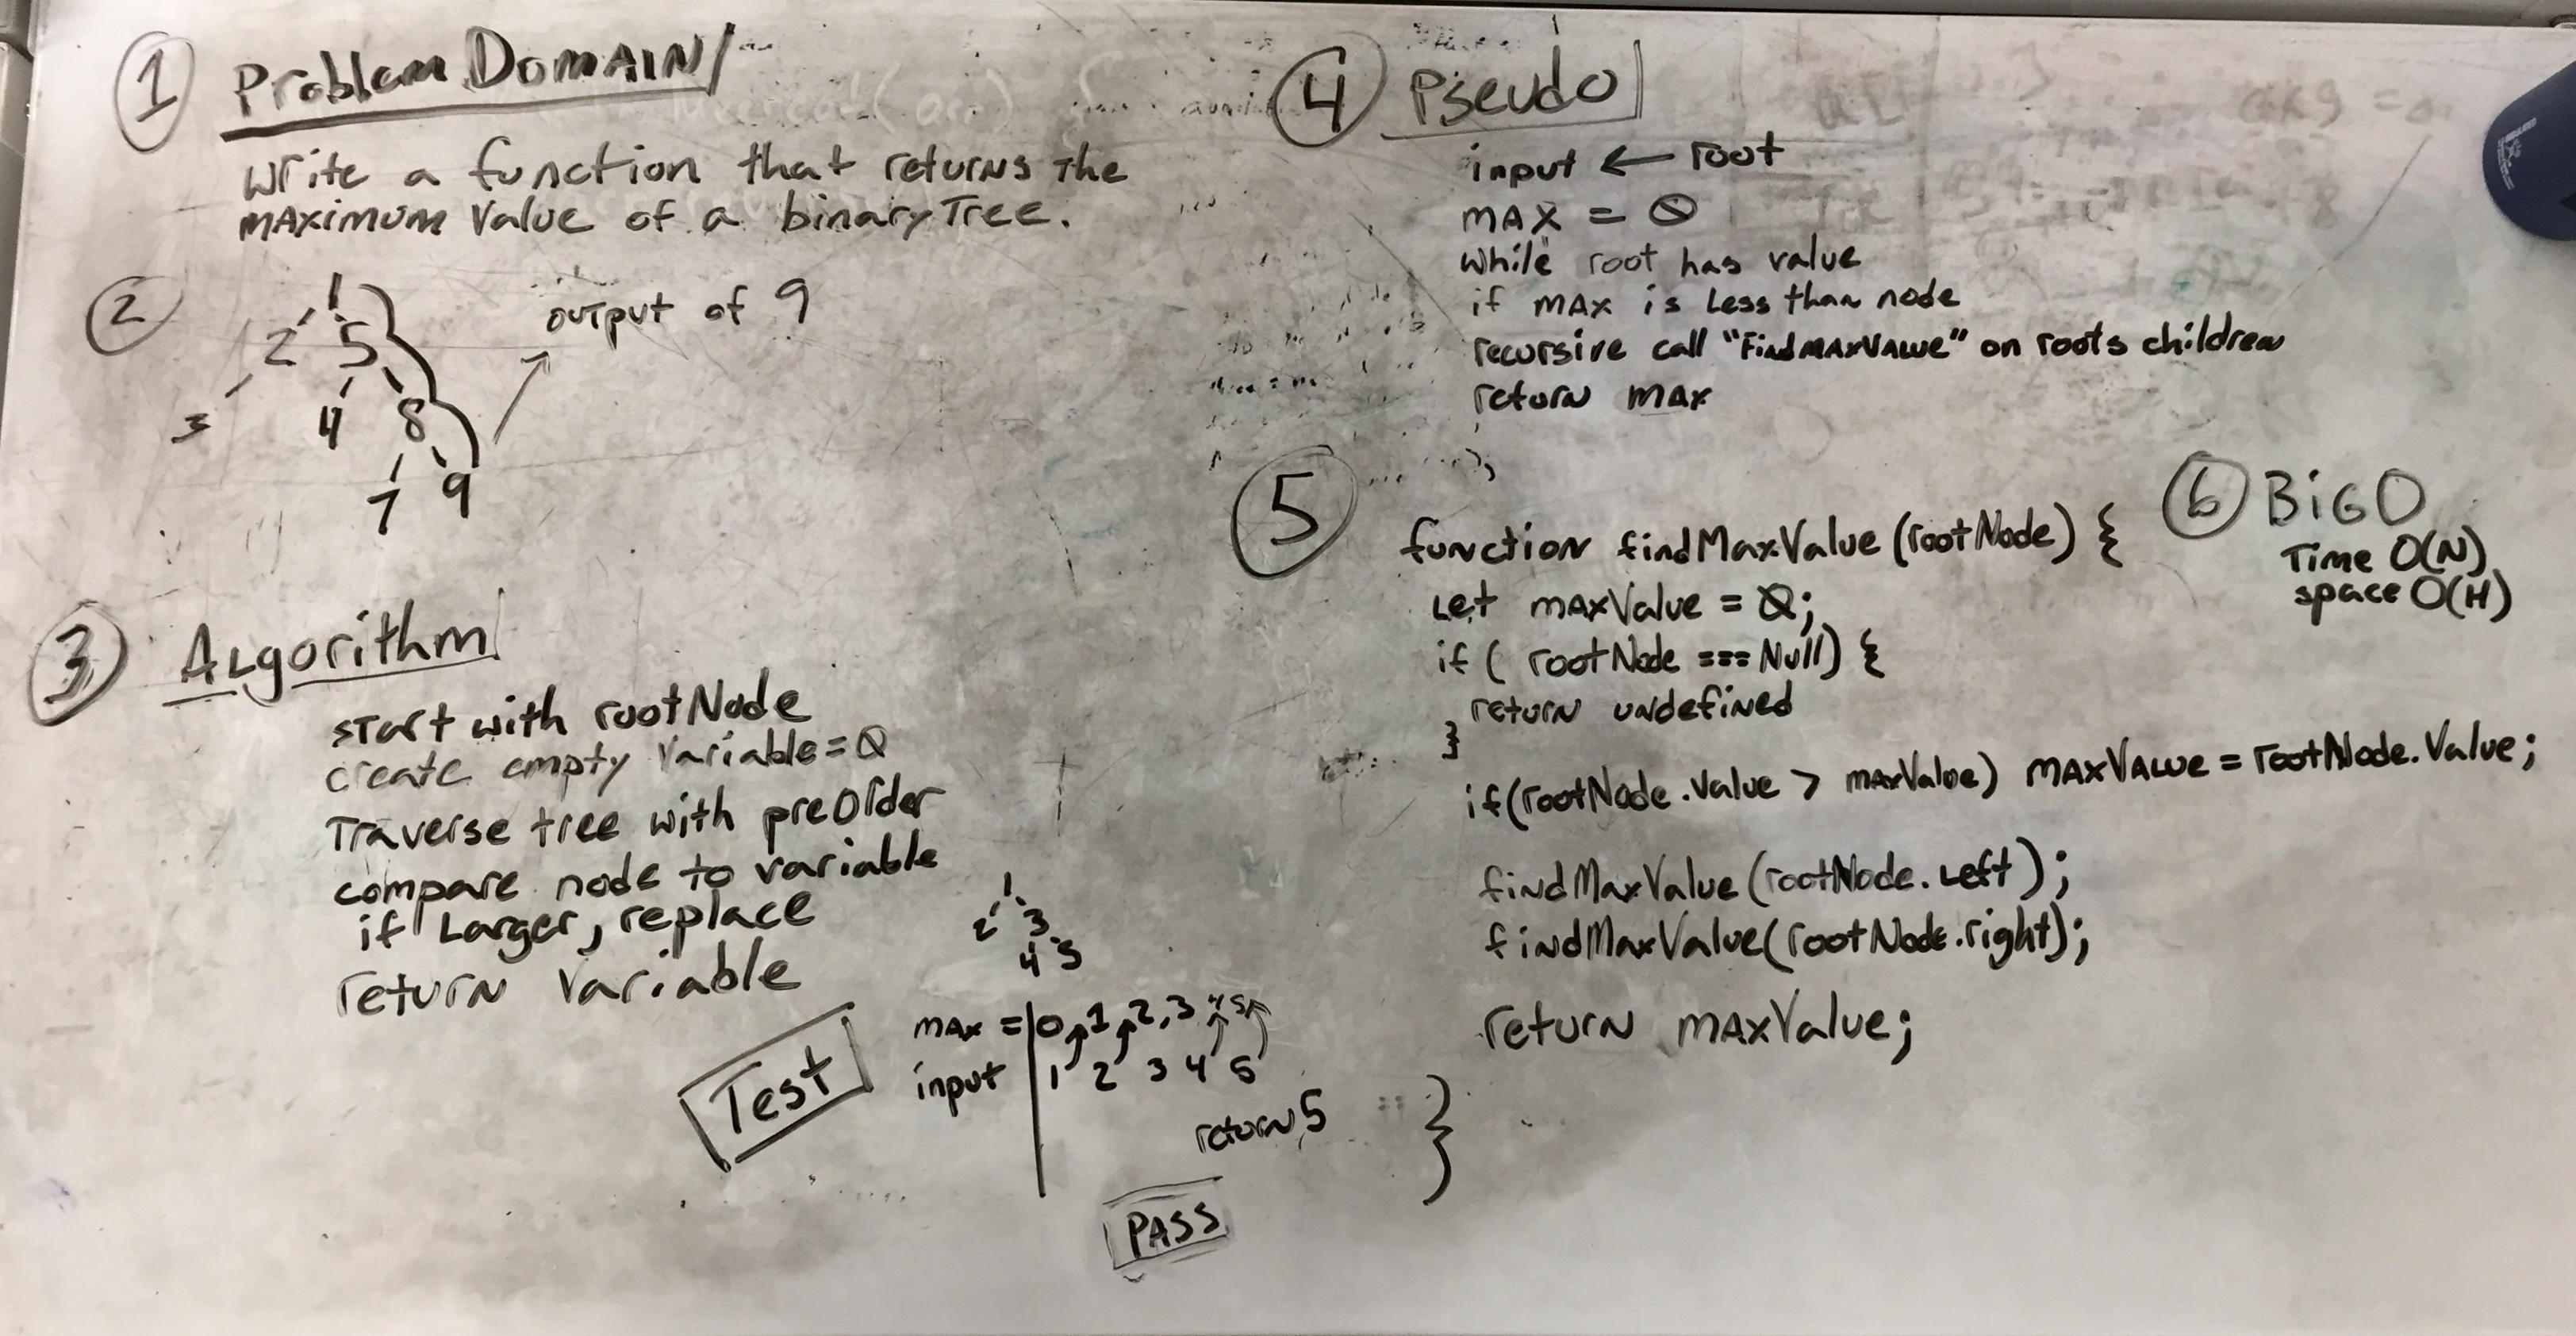 1 Problem DOMAIN
write a function that returns the
maximum value of a binary Tree.
2
1
2 5
3 4 8
7 9
output of 9
3 Algorithm
start with rootNode
create empty variable = 0
Traverse tree with preOrder
compare node to variable
if Larger, replace
return variable
Test
1
2 3
4 5
max = 0, 1, 2, 3 4 5
input 1 2 3 4 5
return 5
PASS
4 Pseudo
input ← root
max = 0
while root has value
if max is less than node
recursive call "FindMaxValue" on roots children
return max
5
function findMaxValue (rootNode) {
Let maxValue = 0;
if ( rootNode === Null) {
return undefined
}
if(rootNode.value > maxValue) maxValue = rootNode.Value;
findMaxValue (rootNode.Left);
findMaxValue(rootNode.right);
return maxValue;
}
6 BiG O
Time O(N)
space O(H)